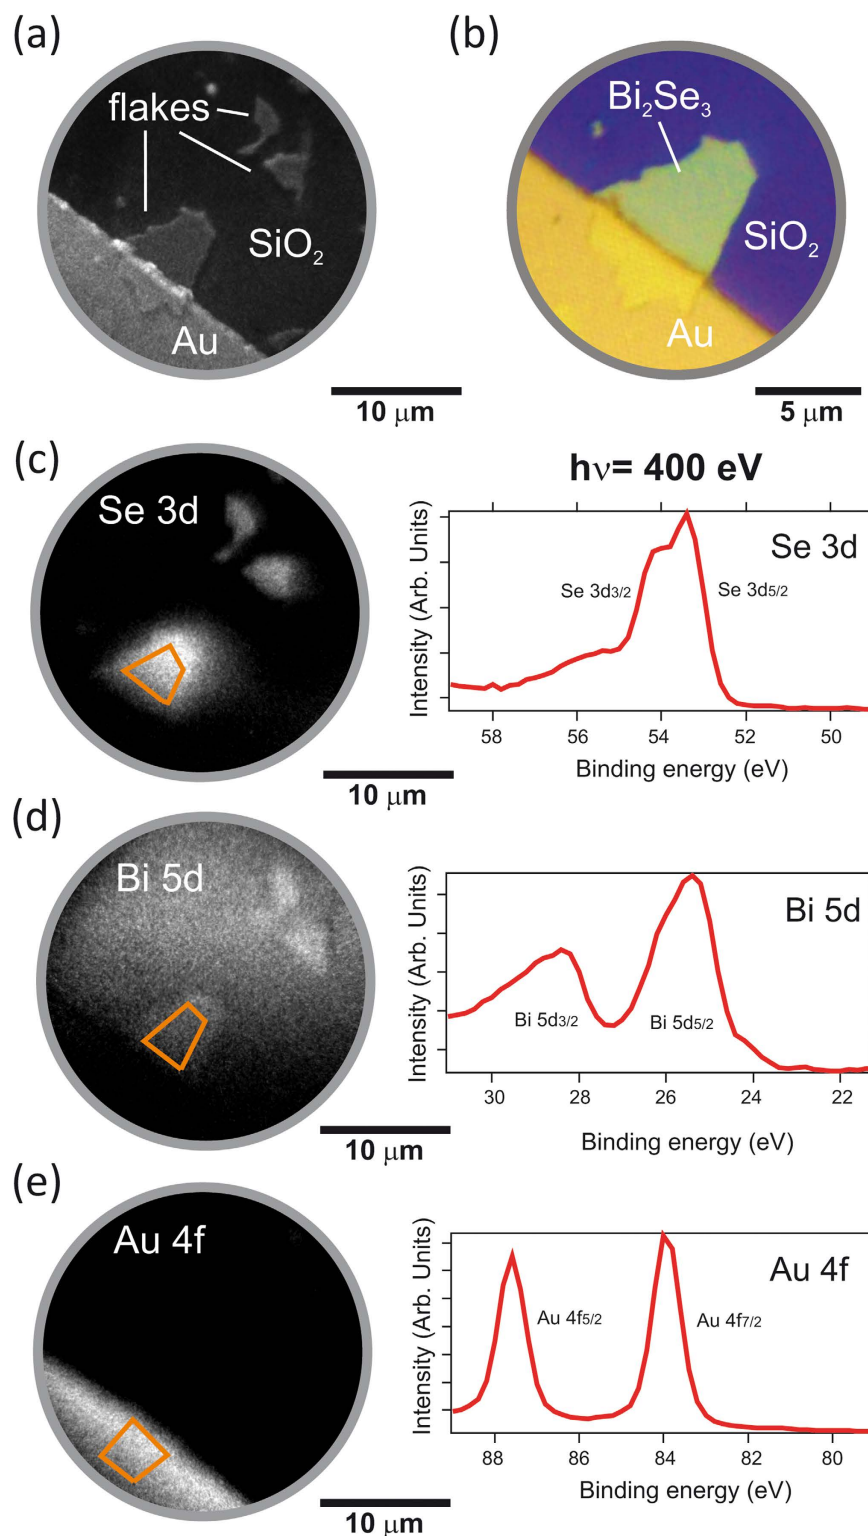 (a)
flakes
SiO₂
Au
10 μm
(b)
Bi₂Se₃
SiO₂
Au
5 μm
(c)
Se 3d
10 μm
hν= 400 eV
Intensity (Arb. Units)
Se 3d
Se 3d3/2
Se 3d5/2
58 56 54 52 50
Binding energy (eV)
(d)
Bi 5d
10 μm
Intensity (Arb. Units)
Bi 5d
Bi 5d3/2
Bi 5d5/2
30 28 26 24 22
Binding energy (eV)
(e)
Au 4f
10 μm
Intensity (Arb. Units)
Au 4f
Au 4f5/2
Au 4f7/2
88 86 84 82 80
Binding energy (eV)